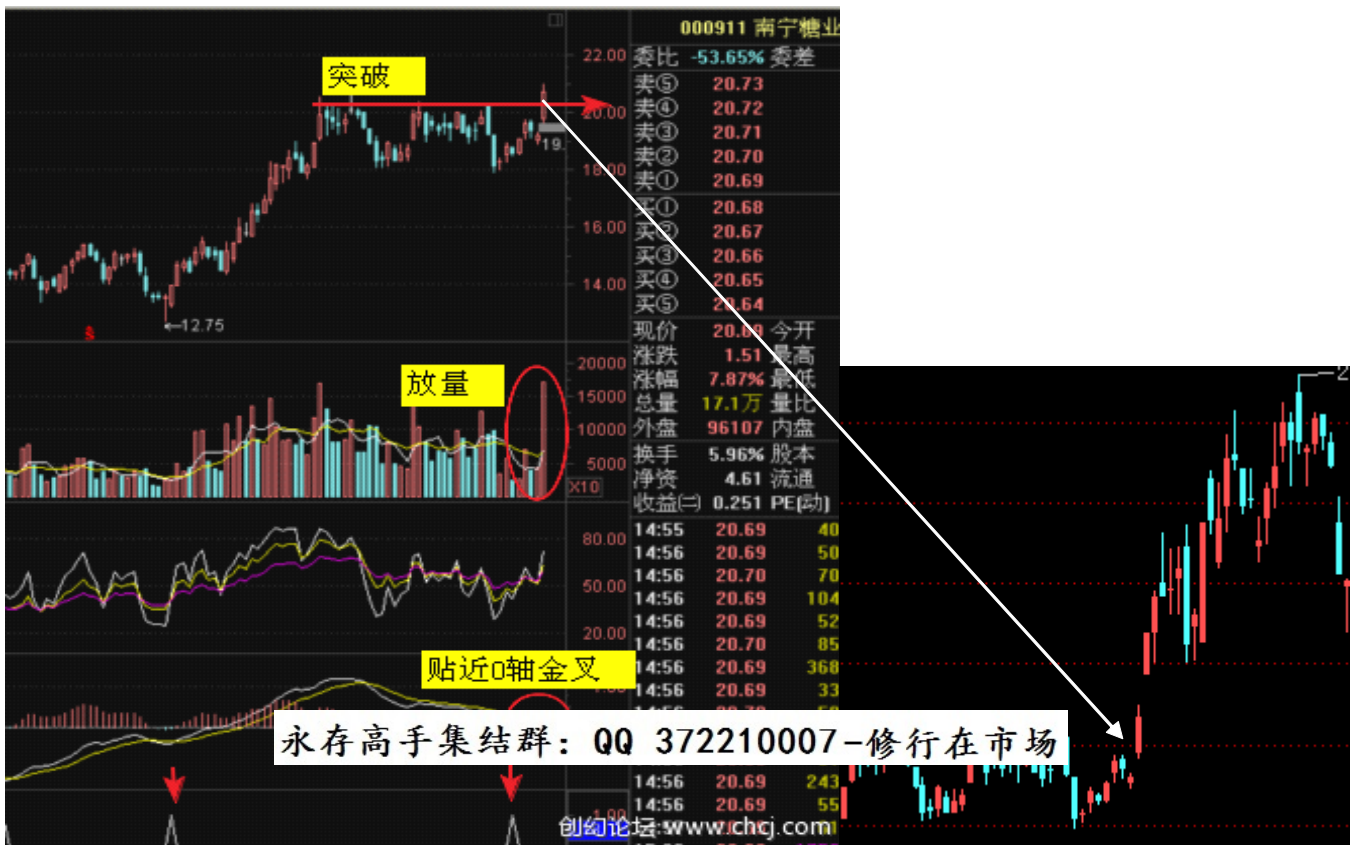 000911 南宁糖业
22.00
委比 -53.65% 委差
突破
卖⑤ 20.73
卖④ 20.72
20.00
卖③ 20.71
卖② 20.70
19.
18.00
卖① 20.69
买① 20.68
16.00
买② 20.67
买③ 20.66
14.00
买④ 20.65
买⑤ 20.64
←12.75
现价 今开
涨跌 1.51 最高
20000
涨幅 7.87% 最低
放量
15000
总量 17.1万 量比
10000
外盘 96107 内盘
5000
换手 5.96% 股本
X10
净资 4.61 流通
收益㈡ 0.251 PE[动]
80.00
14:55 20.69 40
14:56 20.69 50
50.00
14:56 20.70 70
14:56 20.69 104
14:56 20.69 52
20.00
14:56 20.70 85
贴近0轴金叉
14:56 20.69 368
14:56 20.69 33
永存高手集结群：QQ 372210007-修行在市场
14:56 20.69 243
14:56 20.69 55
创幻论坛 www.chcj.com